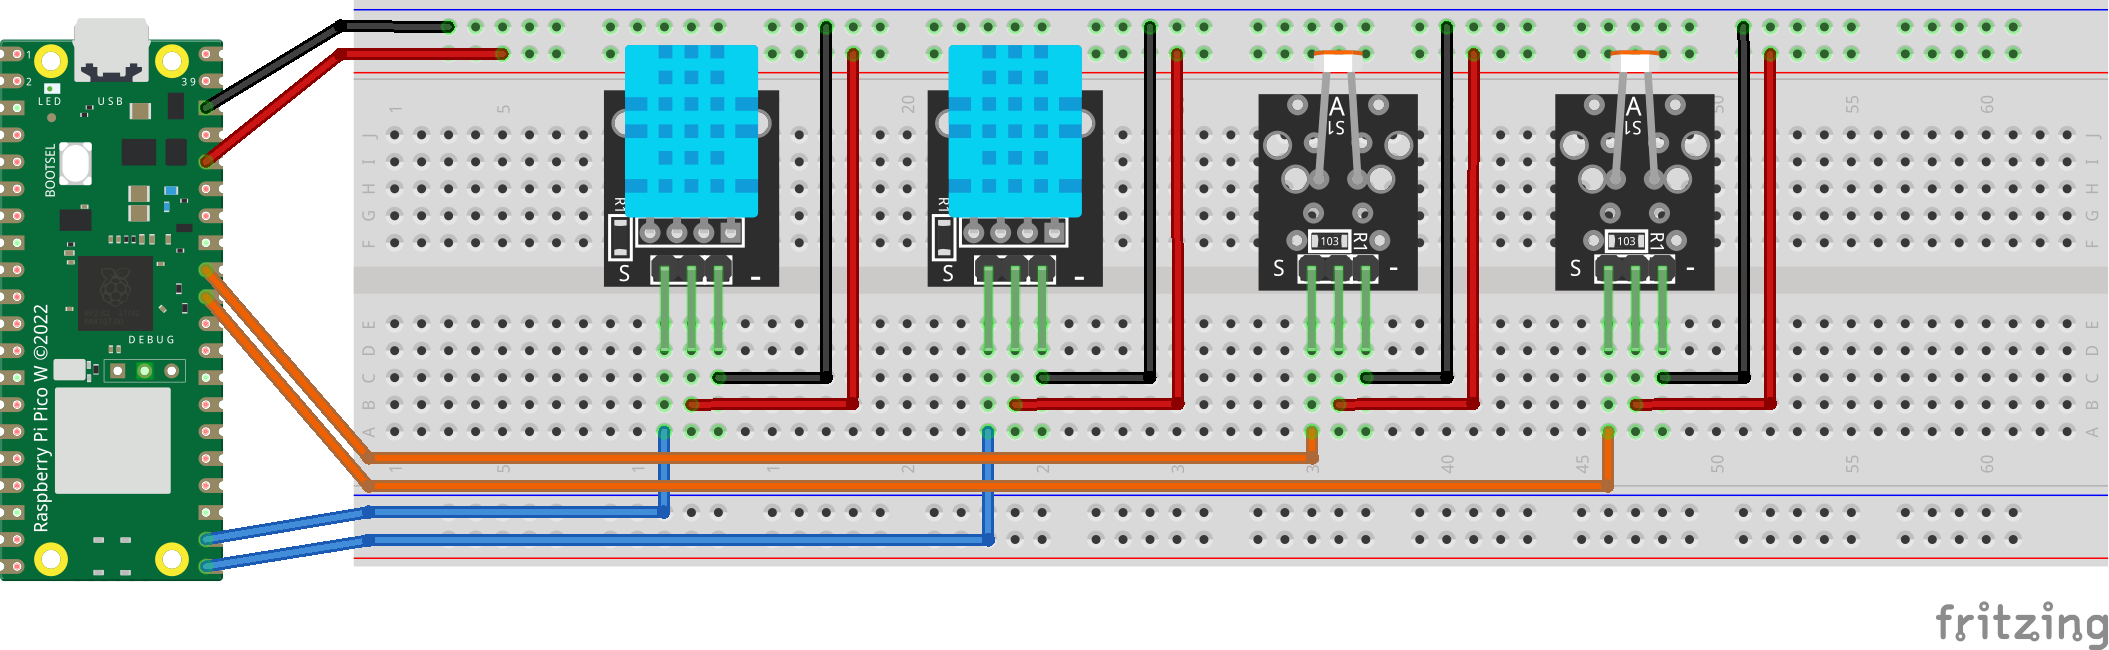 1
2
39
LED
USB
BOOTSEL
DEBUG
Raspberry Pi Pico W ©2022
1
5
20
50
55
60
J
I
H
G
F
J
I
H
G
F
R1
S
-
R1
S
-
A
S1
103
R1
S
-
A
S1
103
R1
S
-
E
D
C
B
A
E
D
C
B
A
1
5
1
1
2
2
3
3
40
45
50
55
60
fritzing